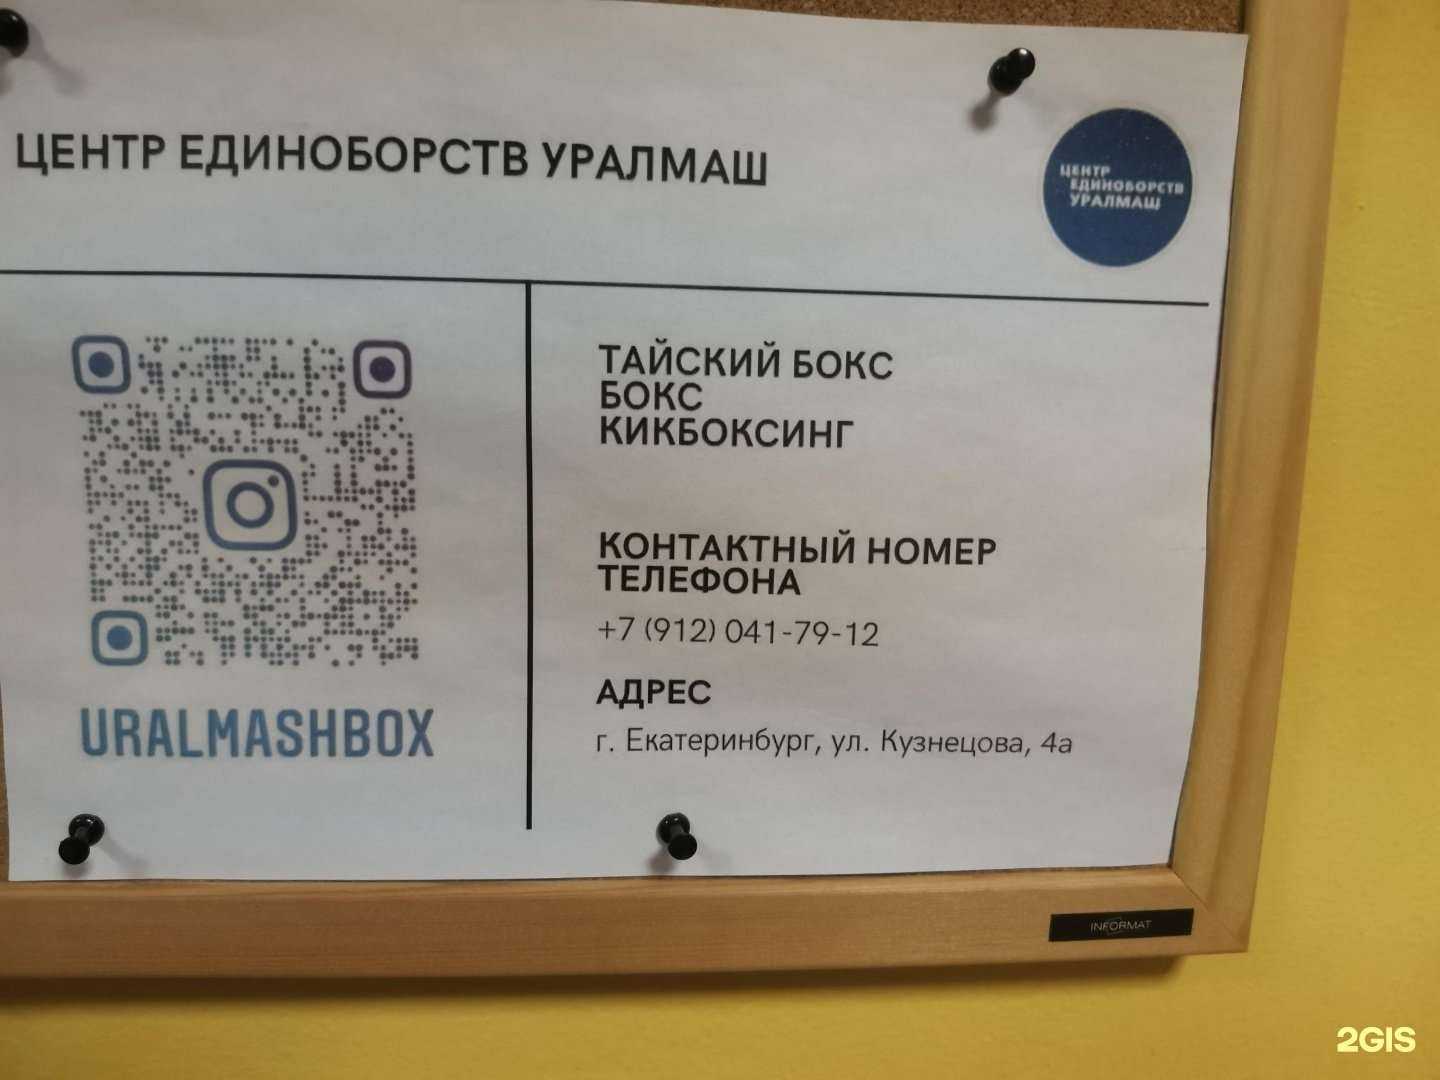 ЦЕНТР ЕДИНОБОРСТВ УРАЛМАШ
ЦЕНТР
ЕДИНОБОРСТВ
УРАЛМАШ
URALMASHBOX
ТАЙСКИЙ БОКС
БОКС
КИКБОКСИНГ
КОНТАКТНЫЙ НОМЕР
ТЕЛЕФОНА
+7 (912) 041-79-12
АДРЕС
г. Екатеринбург, ул. Кузнецова, 4а
INFORMAT
2GIS